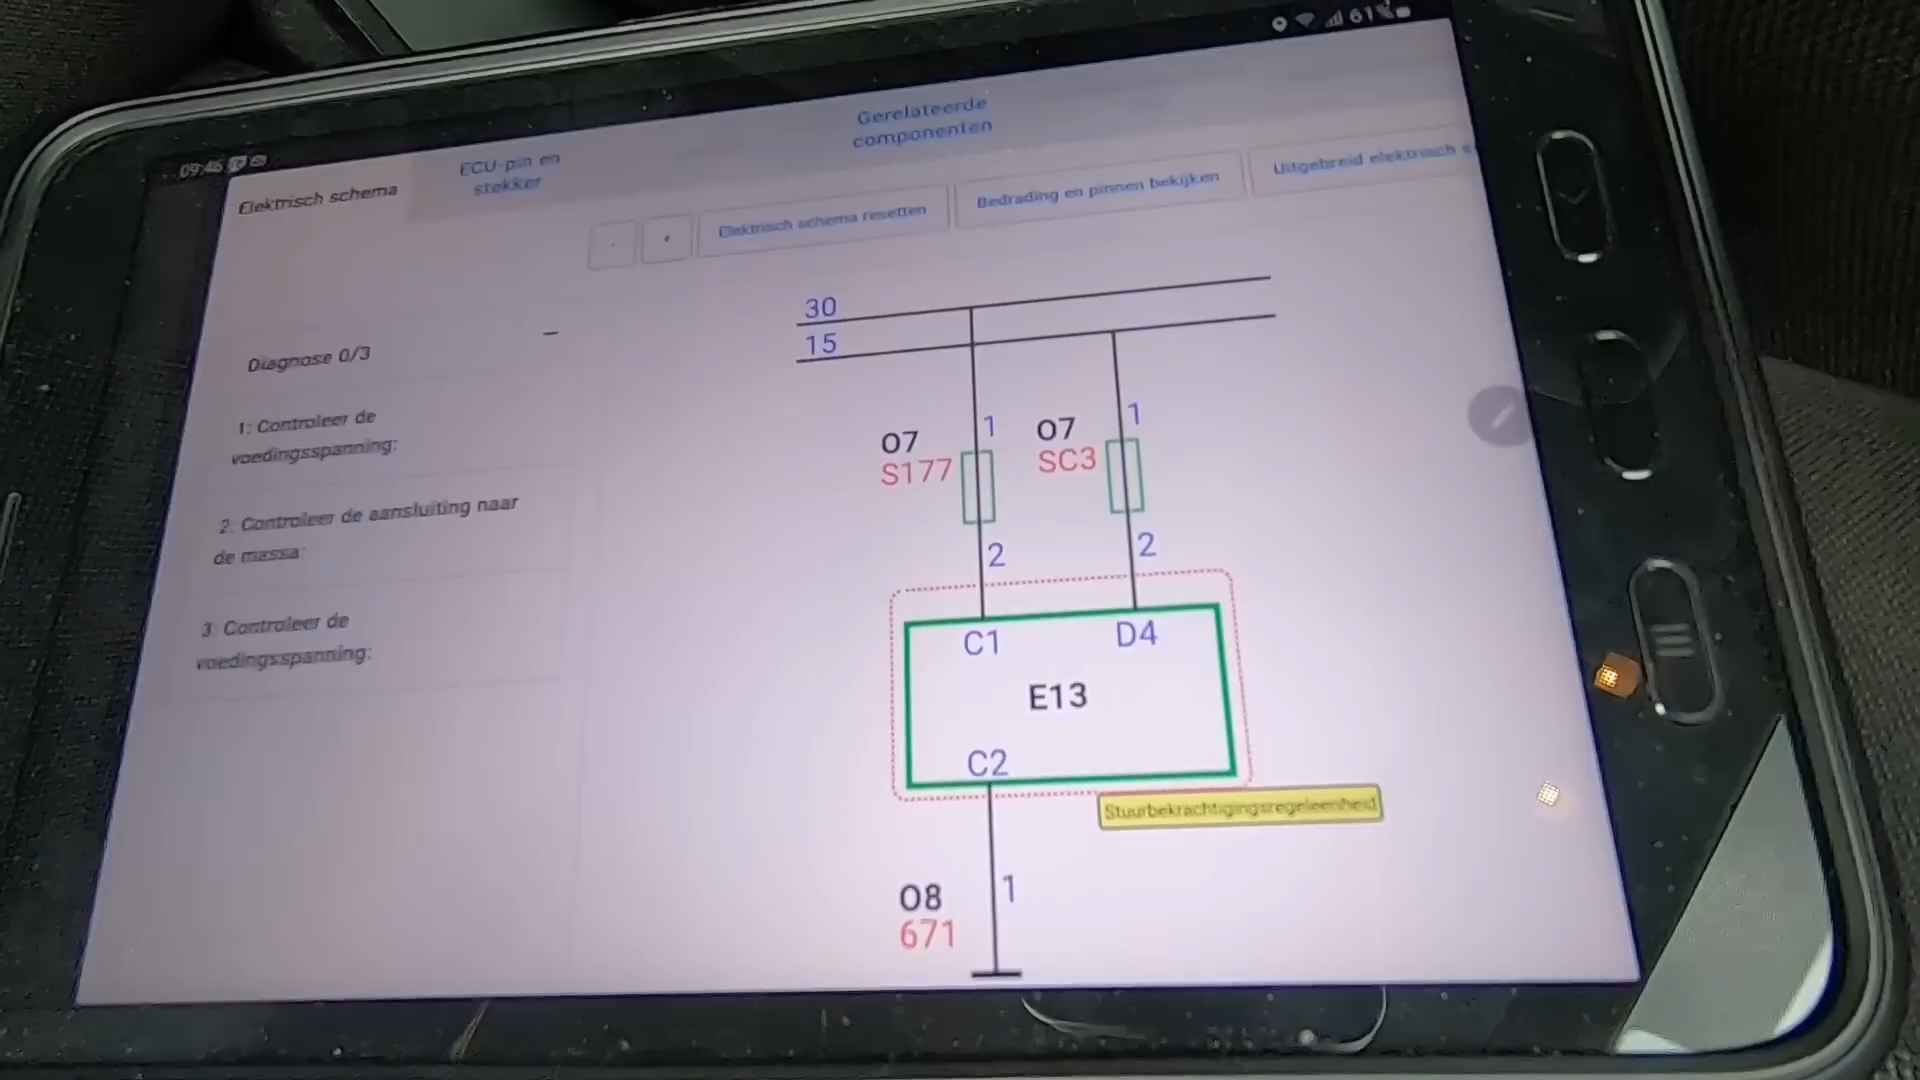 61%
09:46
Elektrisch schema
ECU-pin en
stekker
Gerelateerde
componenten
-
+
Elektrisch schema resetten
Bedrading en pinnen bekijken
Uitgebreid elektrisch s
Diagnose 0/3
1: Controleer de
voedingsspanning:
2: Controleer de aansluiting naar
de massa:
3: Controleer de
voedingsspanning:
30
15
O7
S177
1
2
O7
SC3
1
2
C1
D4
E13
C2
Stuurbekrachtigingsregeleenheid
O8
671
1